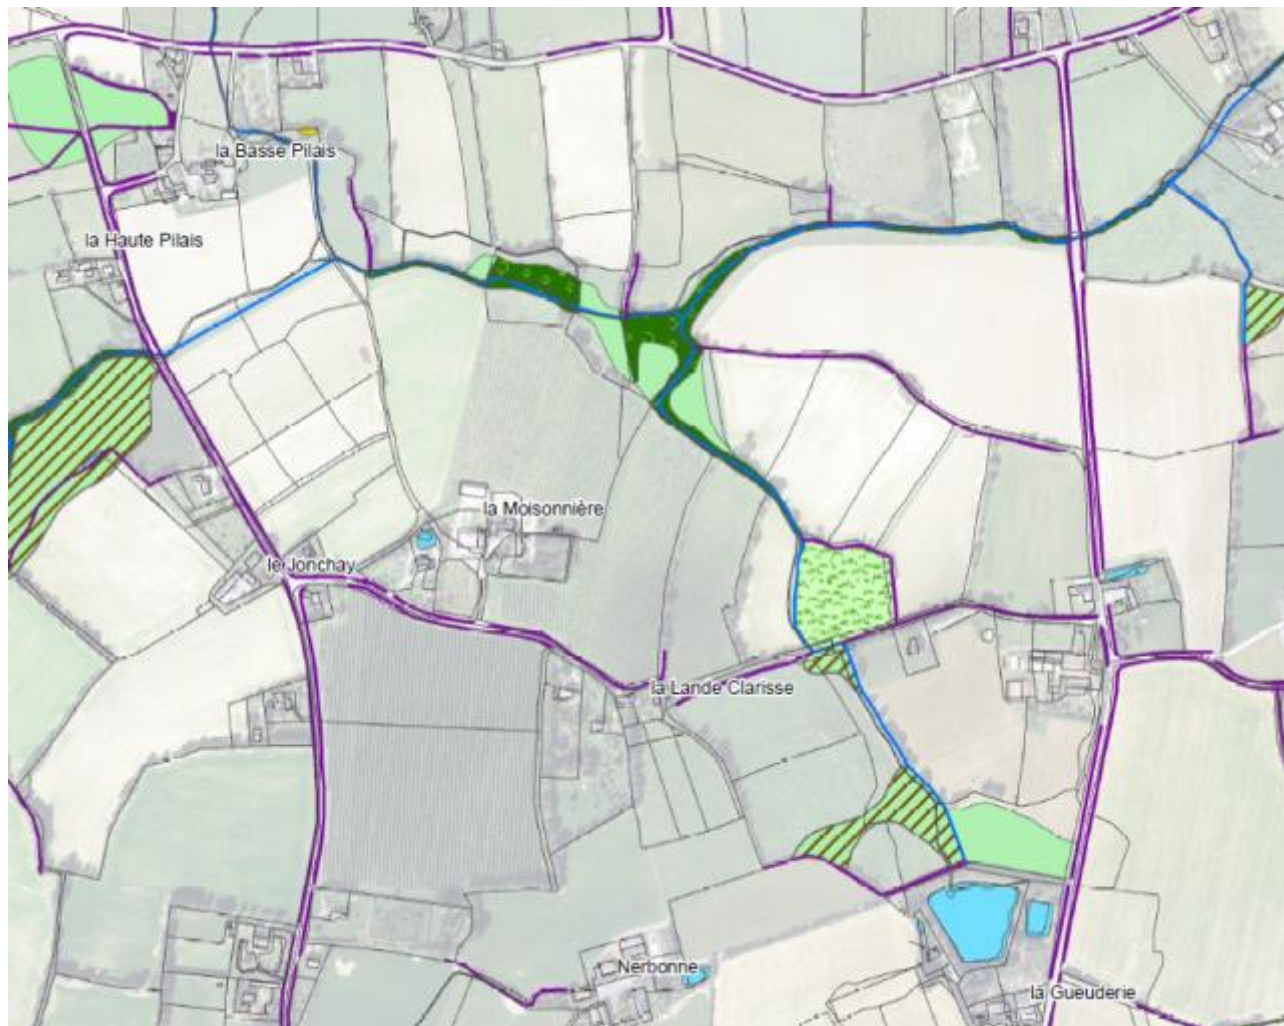 la Basse Pilais
la Haute Pilais
la Moisonnière
le Jonchay
la Lande Clarisse
Nerbonne
la Gueuderie